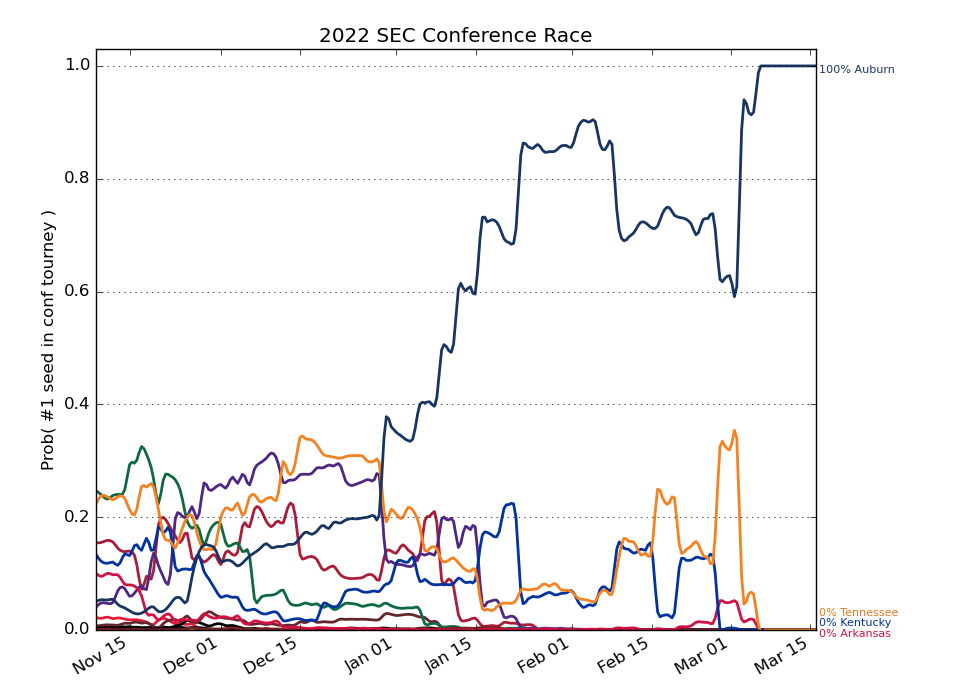 2022 SEC Conference Race
Prob( #1 seed in conf tourney )
1.0
0.8
0.6
0.4
0.2
0.0
100% Auburn
0% Tennessee
0% Kentucky
0% Arkansas
Nov 15
Dec 01
Dec 15
Jan 01
Jan 15
Feb 01
Feb 15
Mar 01
Mar 15